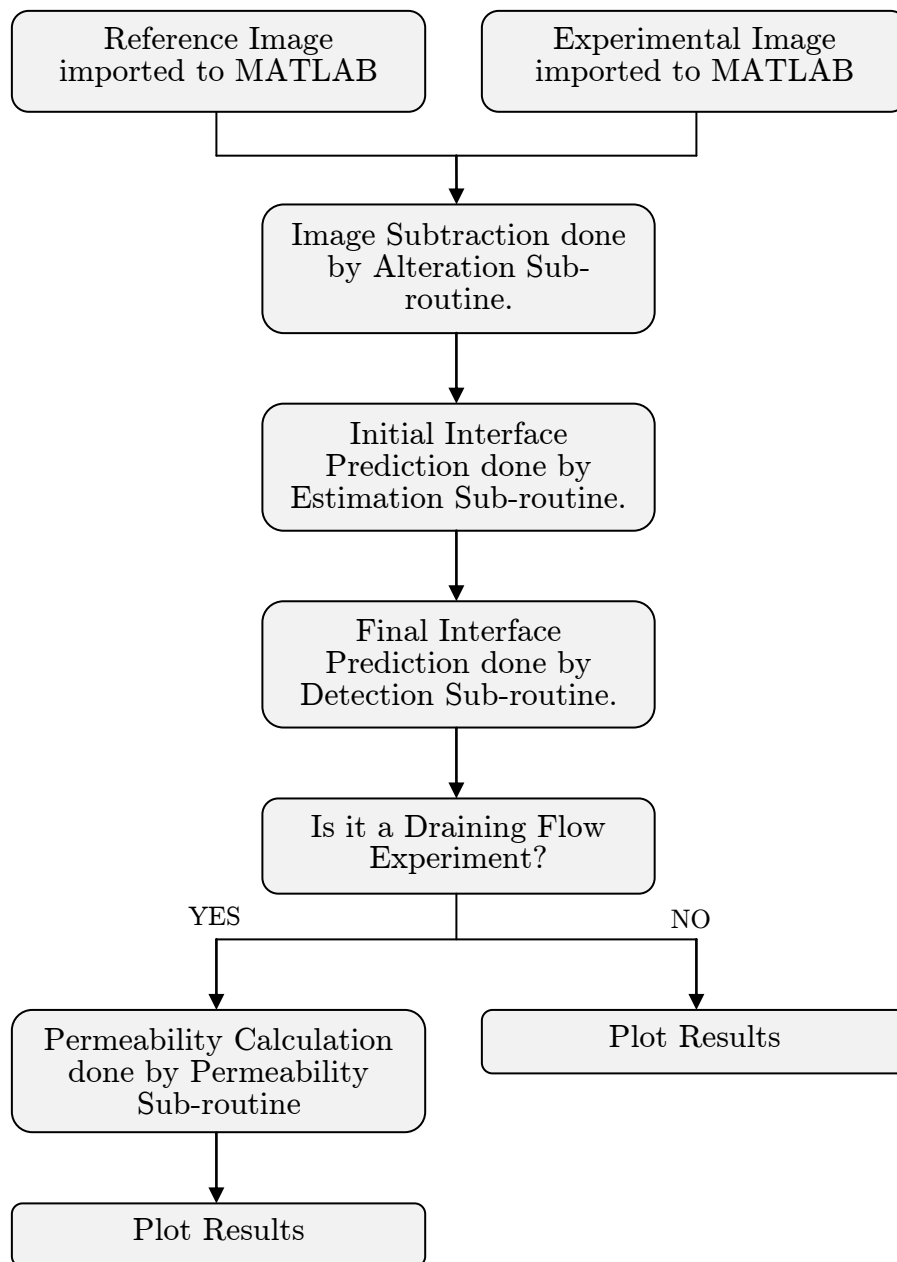 Reference Image
imported to MATLAB
Experimental Image
imported to MATLAB
Image Subtraction done
by Alteration Sub-
routine.
Initial Interface
Prediction done by
Estimation Sub-routine.
Final Interface
Prediction done by
Detection Sub-routine.
Is it a Draining Flow
Experiment?
YES
NO
Permeability Calculation
done by Permeability
Sub-routine
Plot Results
Plot Results